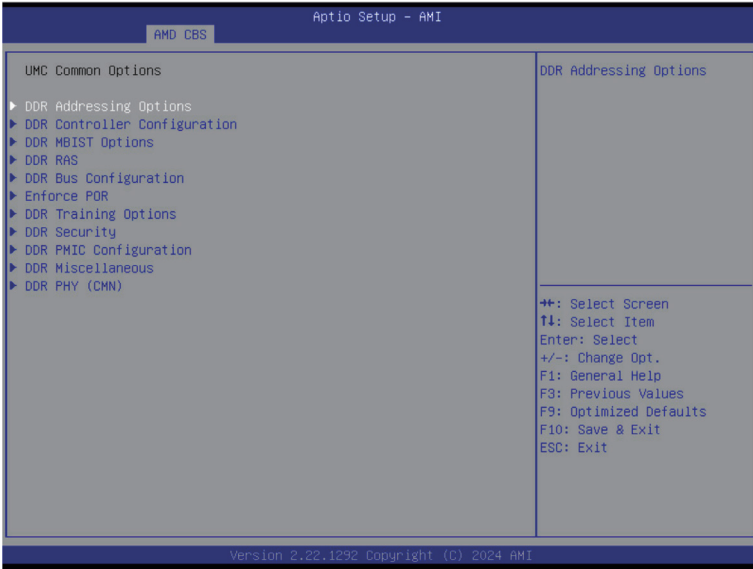 Aptio Setup – AMI
AMD CBS
UMC Common Options
DDR Addressing Options
DDR Controller Configuration
DDR MBIST Options
DDR RAS
DDR Bus Configuration
Enforce POR
DDR Training Options
DDR Security
DDR PMIC Configuration
DDR Miscellaneous
DDR PHY (CMN)
DDR Addressing Options
→←: Select Screen
↑↓: Select Item
Enter: Select
+/-: Change Opt.
F1: General Help
F3: Previous Values
F9: Optimized Defaults
F10: Save & Exit
ESC: Exit
Version 2.22.1292 Copyright (C) 2024 AMI